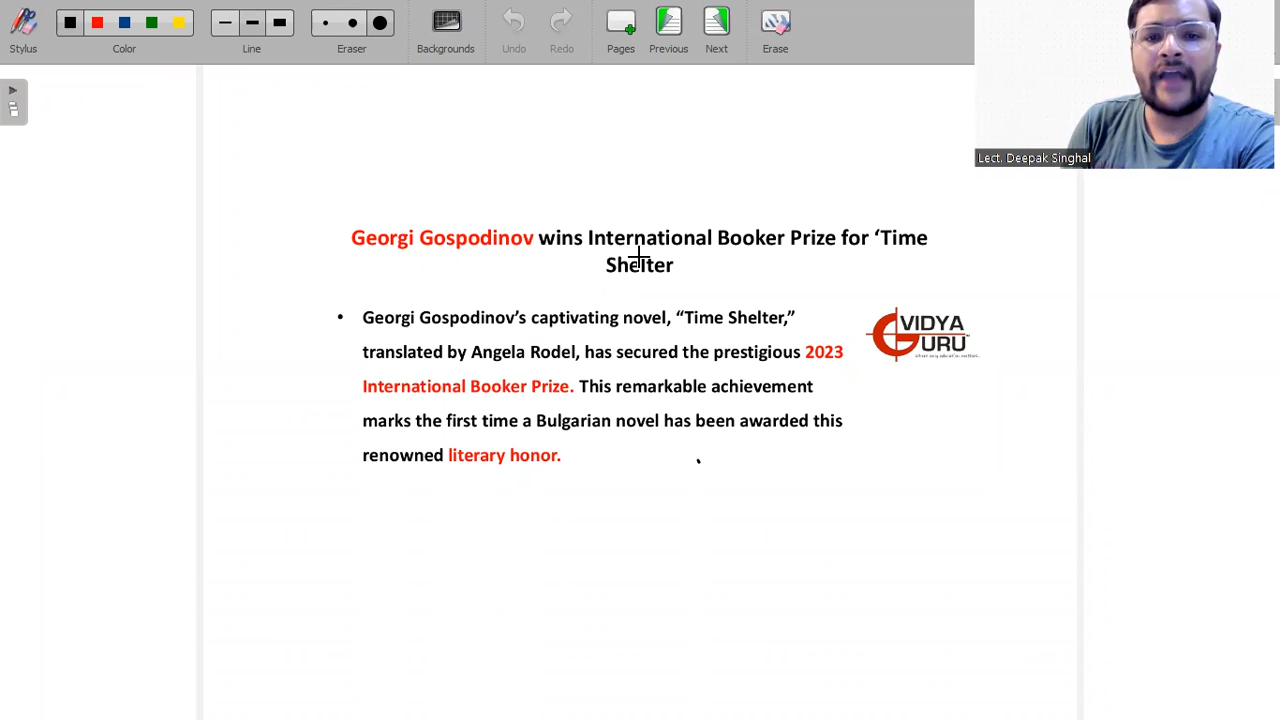 Stylus
Color
Line
Eraser
Backgrounds
Undo
Redo
Pages
Previous
Next
Erase
Lect. Deepak Singhal
Georgi Gospodinov wins International Booker Prize for ‘Time
Shelter
• Georgi Gospodinov’s captivating novel, “Time Shelter,”
translated by Angela Rodel, has secured the prestigious 2023
International Booker Prize. This remarkable achievement
marks the first time a Bulgarian novel has been awarded this
renowned literary honor.
VIDYA
GURU